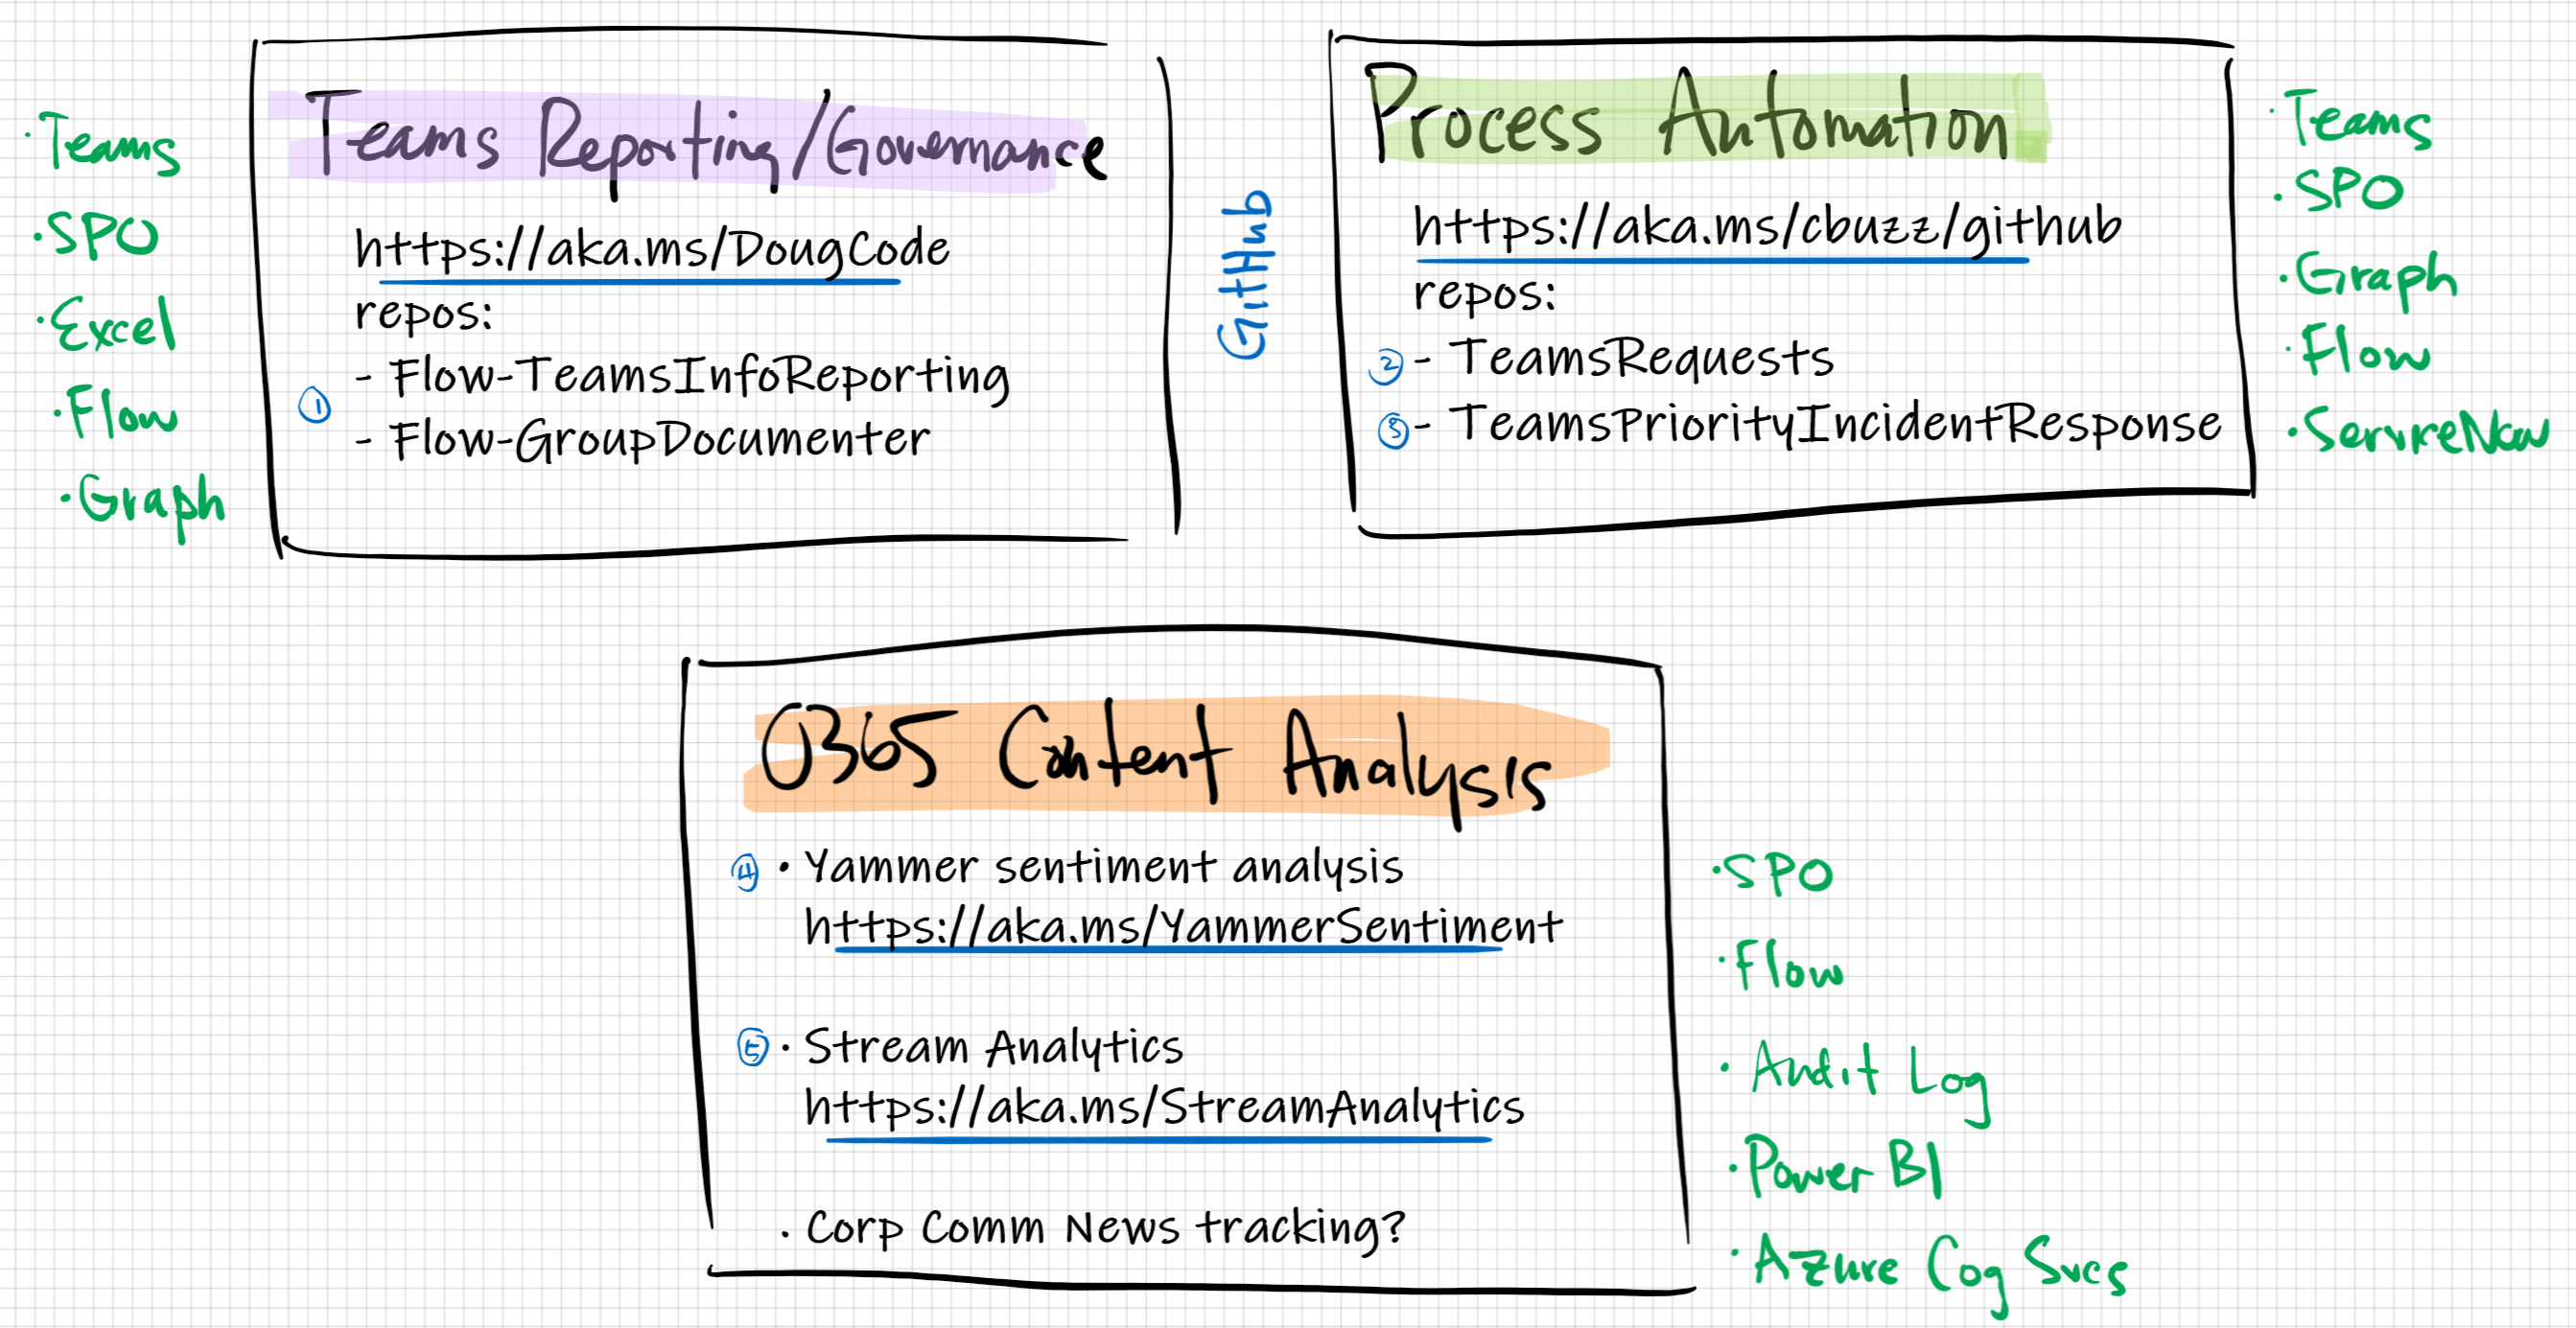 ·Teams
·SPO
·Excel
·Flow
·Graph
Teams Reporting/Governance
https://aka.ms/DougCode
repos:
- Flow-TeamsInfoReporting
① 
- Flow-GroupDocumenter
GitHub
Process Automation
https://aka.ms/cbuzz/github
repos:
② - TeamsRequests
③ - TeamsPriorityIncidentResponse
·Teams
·SPO
·Graph
·Flow
·ServiceNow
O365 Content Analysis
④ · Yammer sentiment analysis
https://aka.ms/YammerSentiment
⑤ · Stream Analytics
https://aka.ms/StreamAnalytics
· Corp Comm News tracking?
·SPO
·Flow
·Audit Log
·Power BI
·Azure Cog Svcs